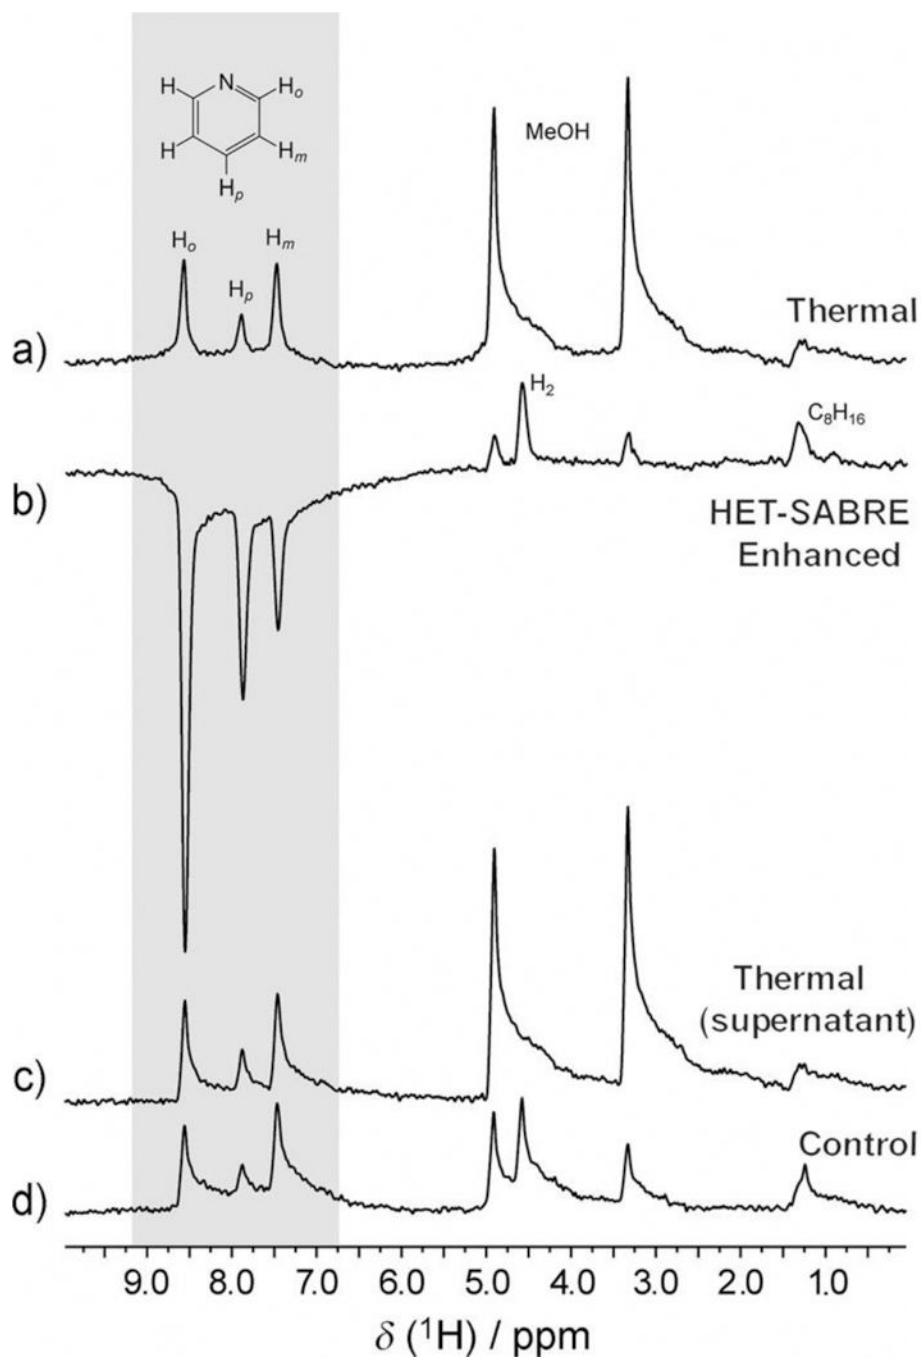 N
H
Hₒ
H
Hₘ
Hₚ
Hₒ
Hₚ
Hₘ
MeOH
Thermal
a)
H₂
C₈H₁₆
b)
HET-SABRE
Enhanced
Thermal
(supernatant)
c)
Control
d)
9.0 8.0 7.0 6.0 5.0 4.0 3.0 2.0 1.0
δ (¹H) / ppm